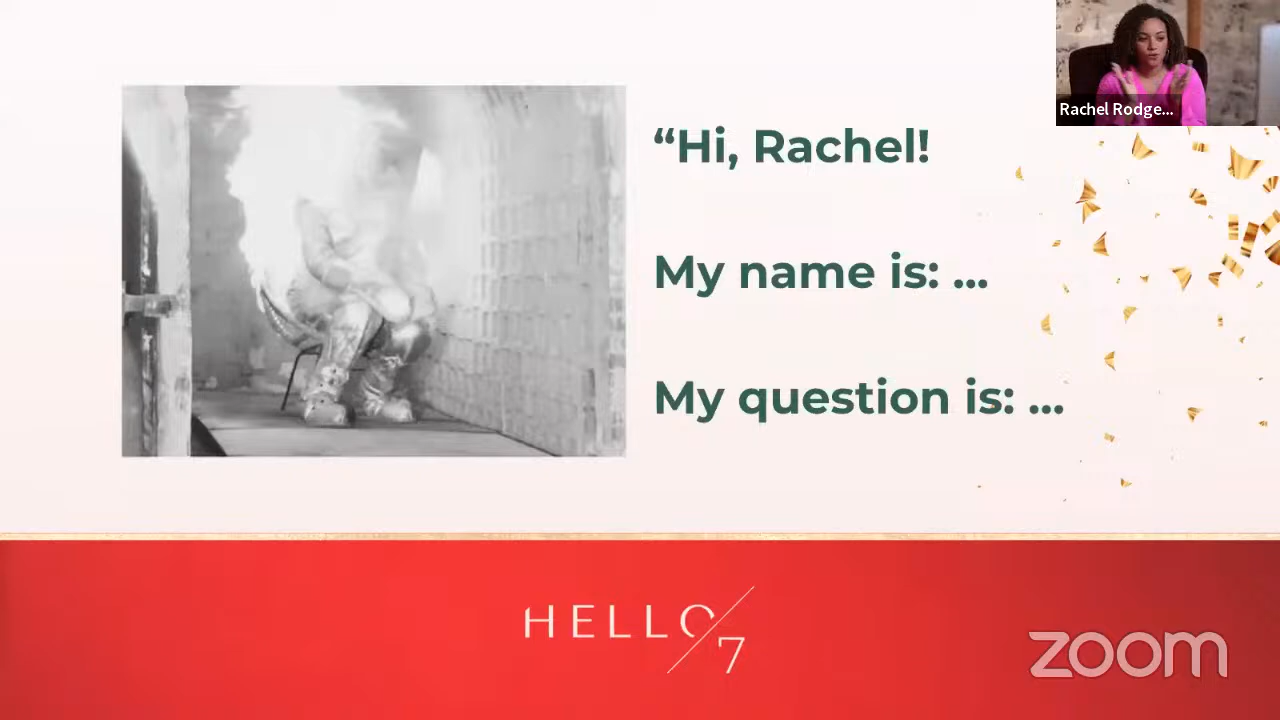 Rachel Rodge...
“Hi, Rachel!
My name is: ...
My question is: ...
HELLO
7
zoom